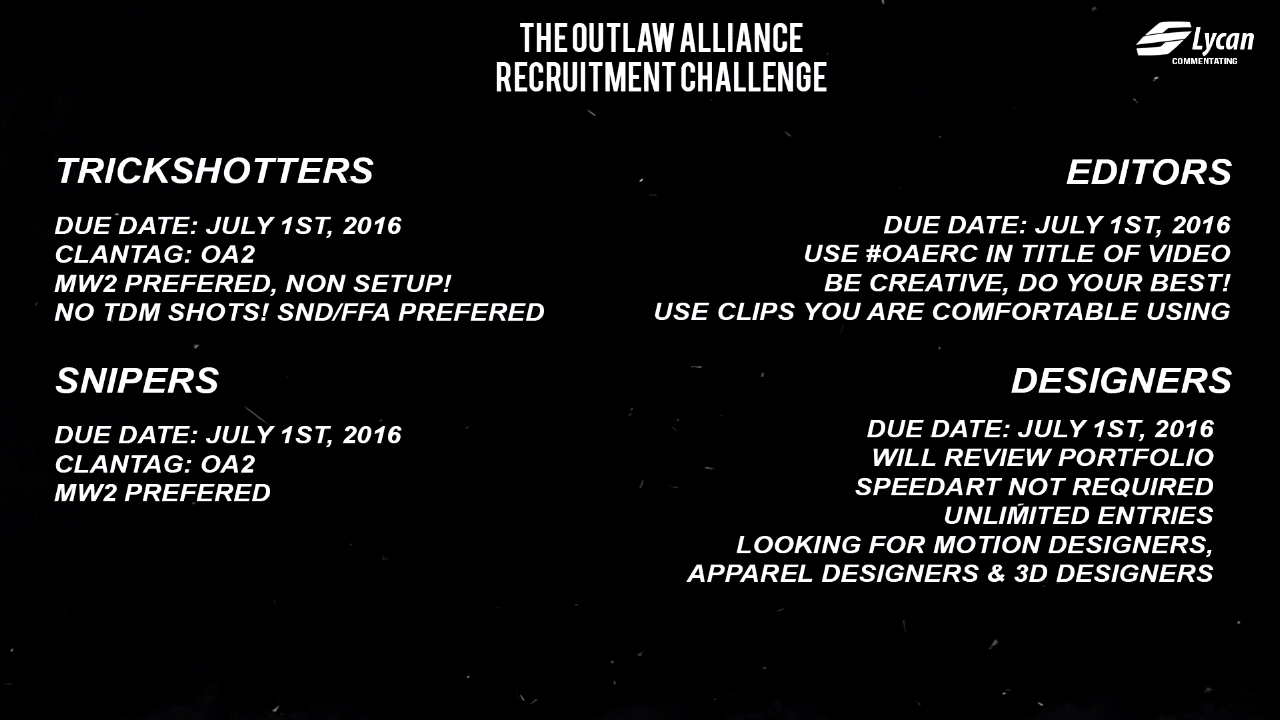 THE OUTLAW ALLIANCE
RECRUITMENT CHALLENGE
Lycan
COMMENTATING
TRICKSHOTTERS
DUE DATE: JULY 1ST, 2016
CLANTAG: OA2
MW2 PREFERED, NON SETUP!
NO TDM SHOTS! SND/FFA PREFERED
EDITORS
DUE DATE: JULY 1ST, 2016
USE #OAERC IN TITLE OF VIDEO
BE CREATIVE, DO YOUR BEST!
USE CLIPS YOU ARE COMFORTABLE USING
SNIPERS
DUE DATE: JULY 1ST, 2016
CLANTAG: OA2
MW2 PREFERED
DESIGNERS
DUE DATE: JULY 1ST, 2016
WILL REVIEW PORTFOLIO
SPEEDART NOT REQUIRED
UNLIMITED ENTRIES
LOOKING FOR MOTION DESIGNERS,
APPAREL DESIGNERS & 3D DESIGNERS